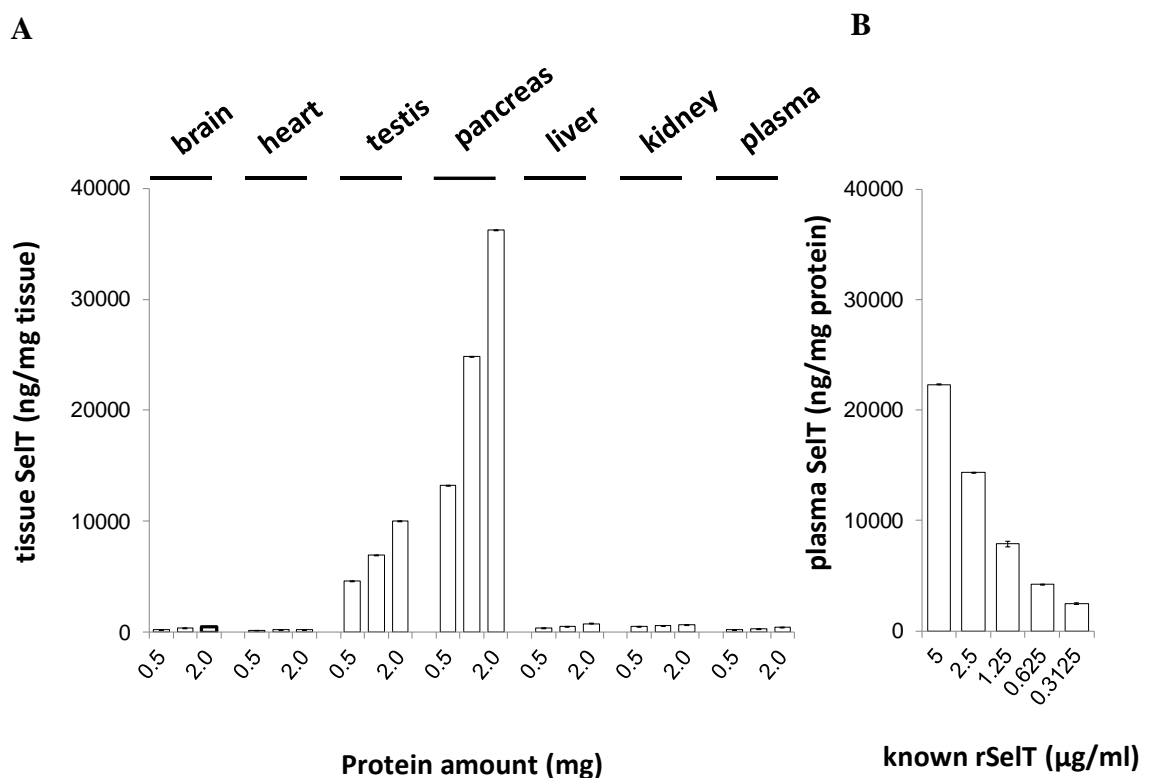 A
B
brain heart testis pancreas liver kidney plasma
tissue SelT (ng/mg tissue)
40000
30000
20000
10000
0
0.5 2.0 0.5 2.0 0.5 2.0 0.5 2.0 0.5 2.0 0.5 2.0 0.5 2.0
Protein amount (mg)
plasma SelT (ng/mg protein)
40000
30000
20000
10000
0
5 2.5 1.25 0.625 0.3125
known rSelT (µg/ml)